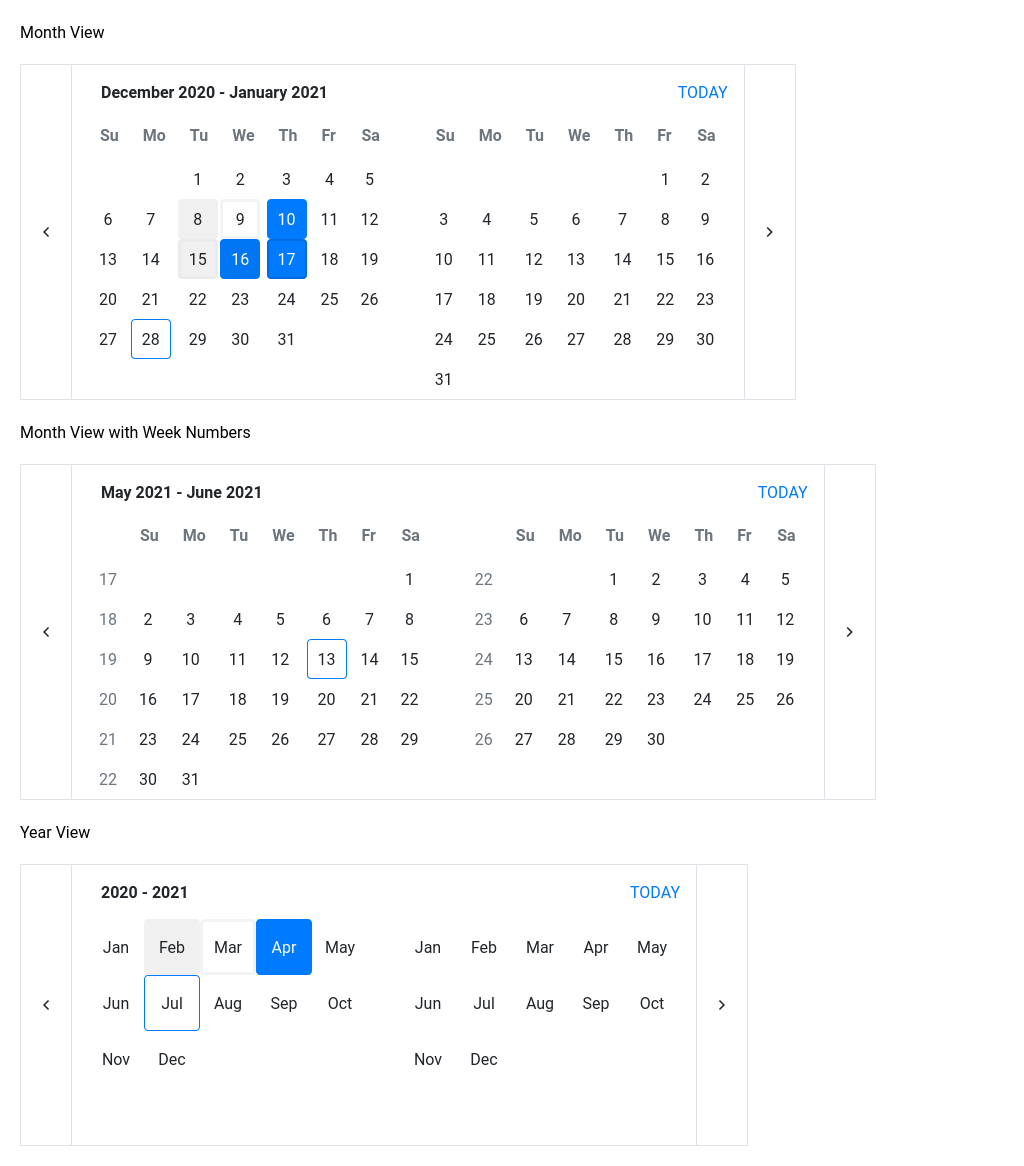 Month View
December 2020 - January 2021 TODAY
Su Mo Tu We Th Fr Sa Su Mo Tu We Th Fr Sa
1 2 3 4 5 1 2
6 7 8 9 10 11 12 3 4 5 6 7 8 9
13 14 15 16 17 18 19 10 11 12 13 14 15 16
20 21 22 23 24 25 26 17 18 19 20 21 22 23
27 28 29 30 31 24 25 26 27 28 29 30
31
Month View with Week Numbers
May 2021 - June 2021 TODAY
Su Mo Tu We Th Fr Sa Su Mo Tu We Th Fr Sa
17 1 22 1 2 3 4 5
18 2 3 4 5 6 7 8 23 6 7 8 9 10 11 12
19 9 10 11 12 13 14 15 24 13 14 15 16 17 18 19
20 16 17 18 19 20 21 22 25 20 21 22 23 24 25 26
21 23 24 25 26 27 28 29 26 27 28 29 30
22 30 31
Year View
2020 - 2021 TODAY
Jan Feb Mar Apr May Jan Feb Mar Apr May
Jun Jul Aug Sep Oct Jun Jul Aug Sep Oct
Nov Dec Nov Dec